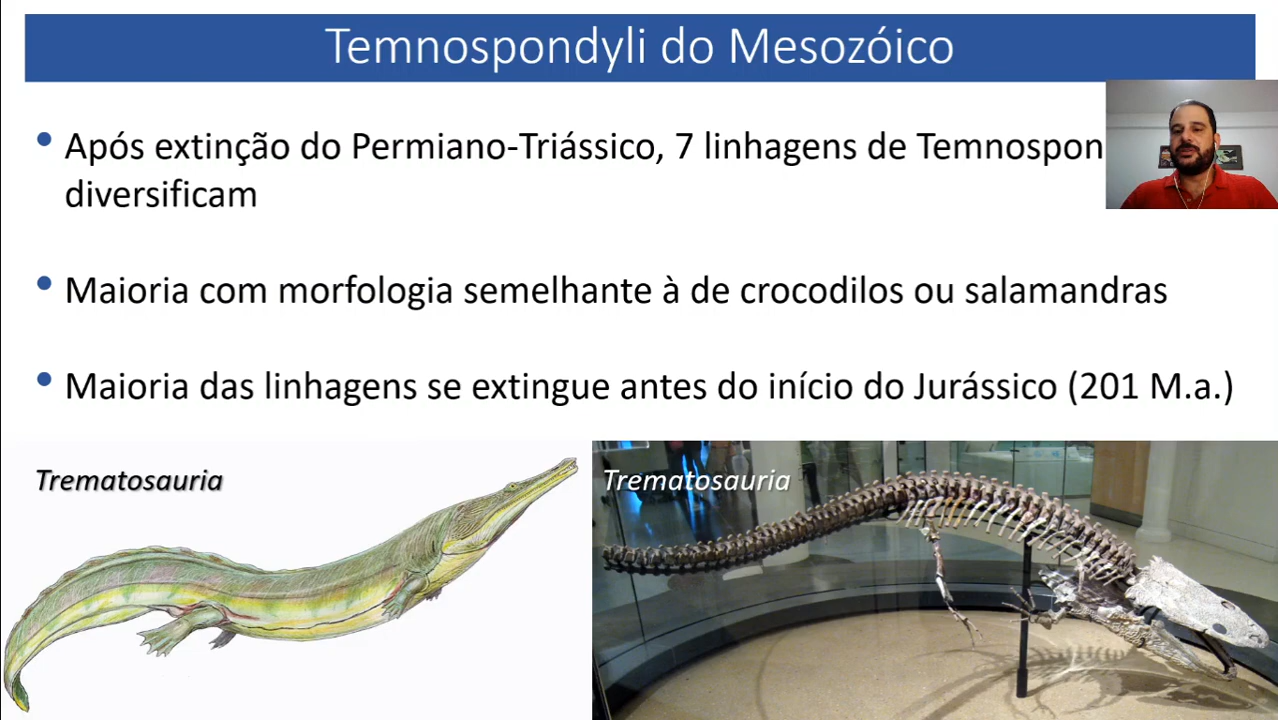 Temnospondyli do Mesozóico
• Após extinção do Permiano-Triássico, 7 linhagens de
diversificam
• Maioria com morfologia semelhante à de crocodilos ou salamandras
• Maioria das linhagens se extingue antes do início do Jurássico (201 M.a.)
Trematosauria
Trematosauria